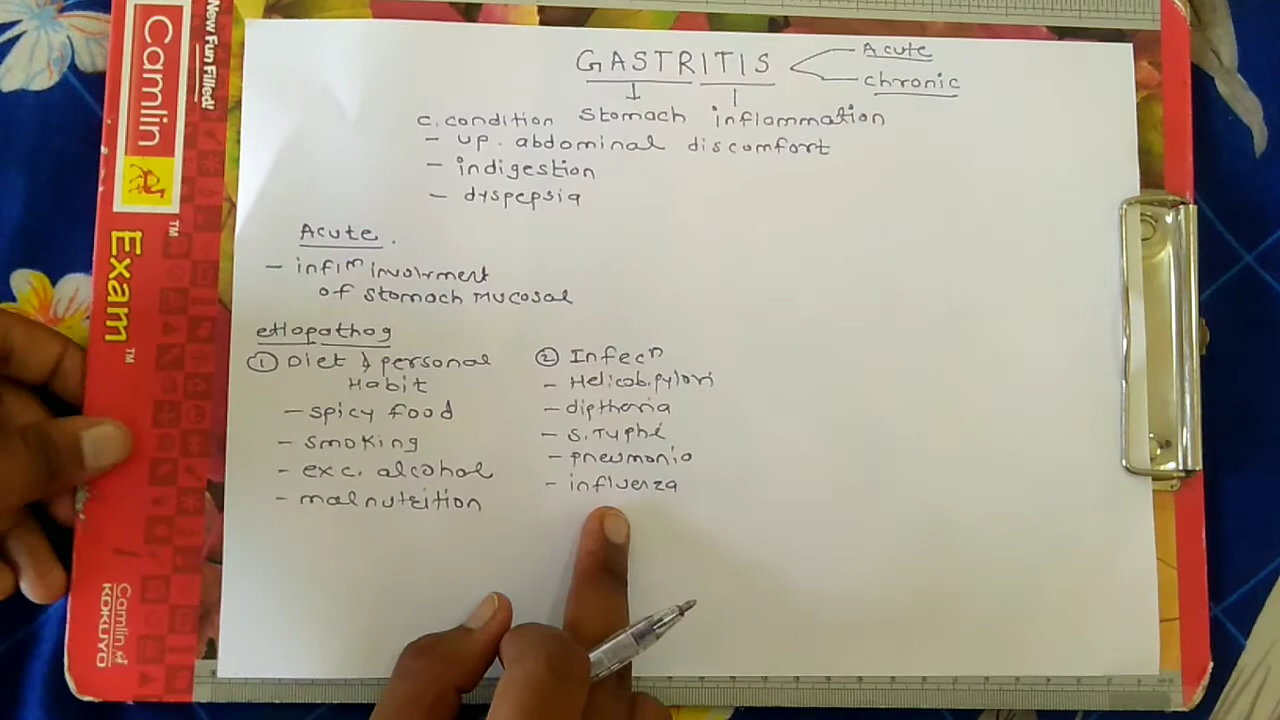 New Fun Filled!
Camlin
Exam™
Camlin
KOKUYO
GASTRITIS
Acute
chronic
c. condition stomach inflammation
- up. abdominal discomfort
- indigestion
- dyspepsia
Acute.
- inflm involvment
of stomach Mucosal
etiopathog
① Diet & personal
Habit
- spicy food
- smoking
- exc. alcohol
- malnutrition
② Infecn
- Helicob. pylori
- diptheria
- S. Typhi
- pneumonia
- influenza